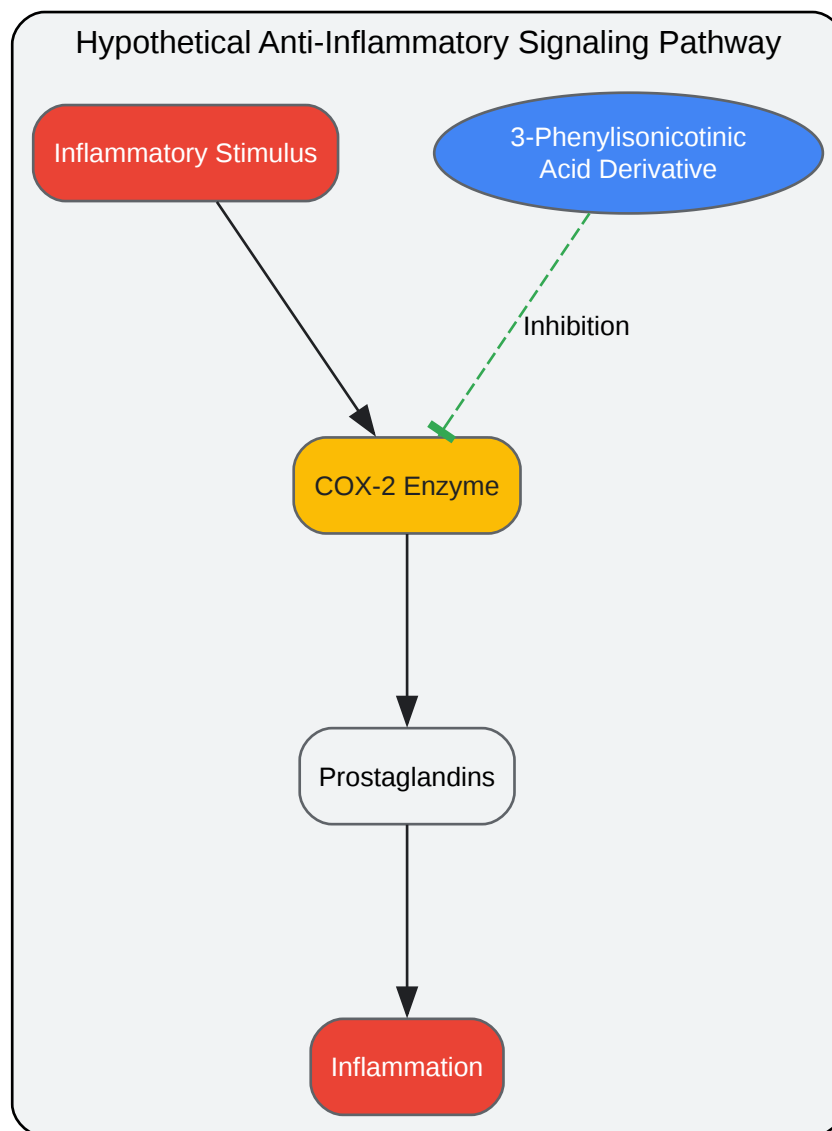 Hypothetical Anti-Inflammatory Signaling Pathway
Inflammatory Stimulus
3-Phenylisonicotinic
Acid Derivative
Inhibition
COX-2 Enzyme
Prostaglandins
Inflammation